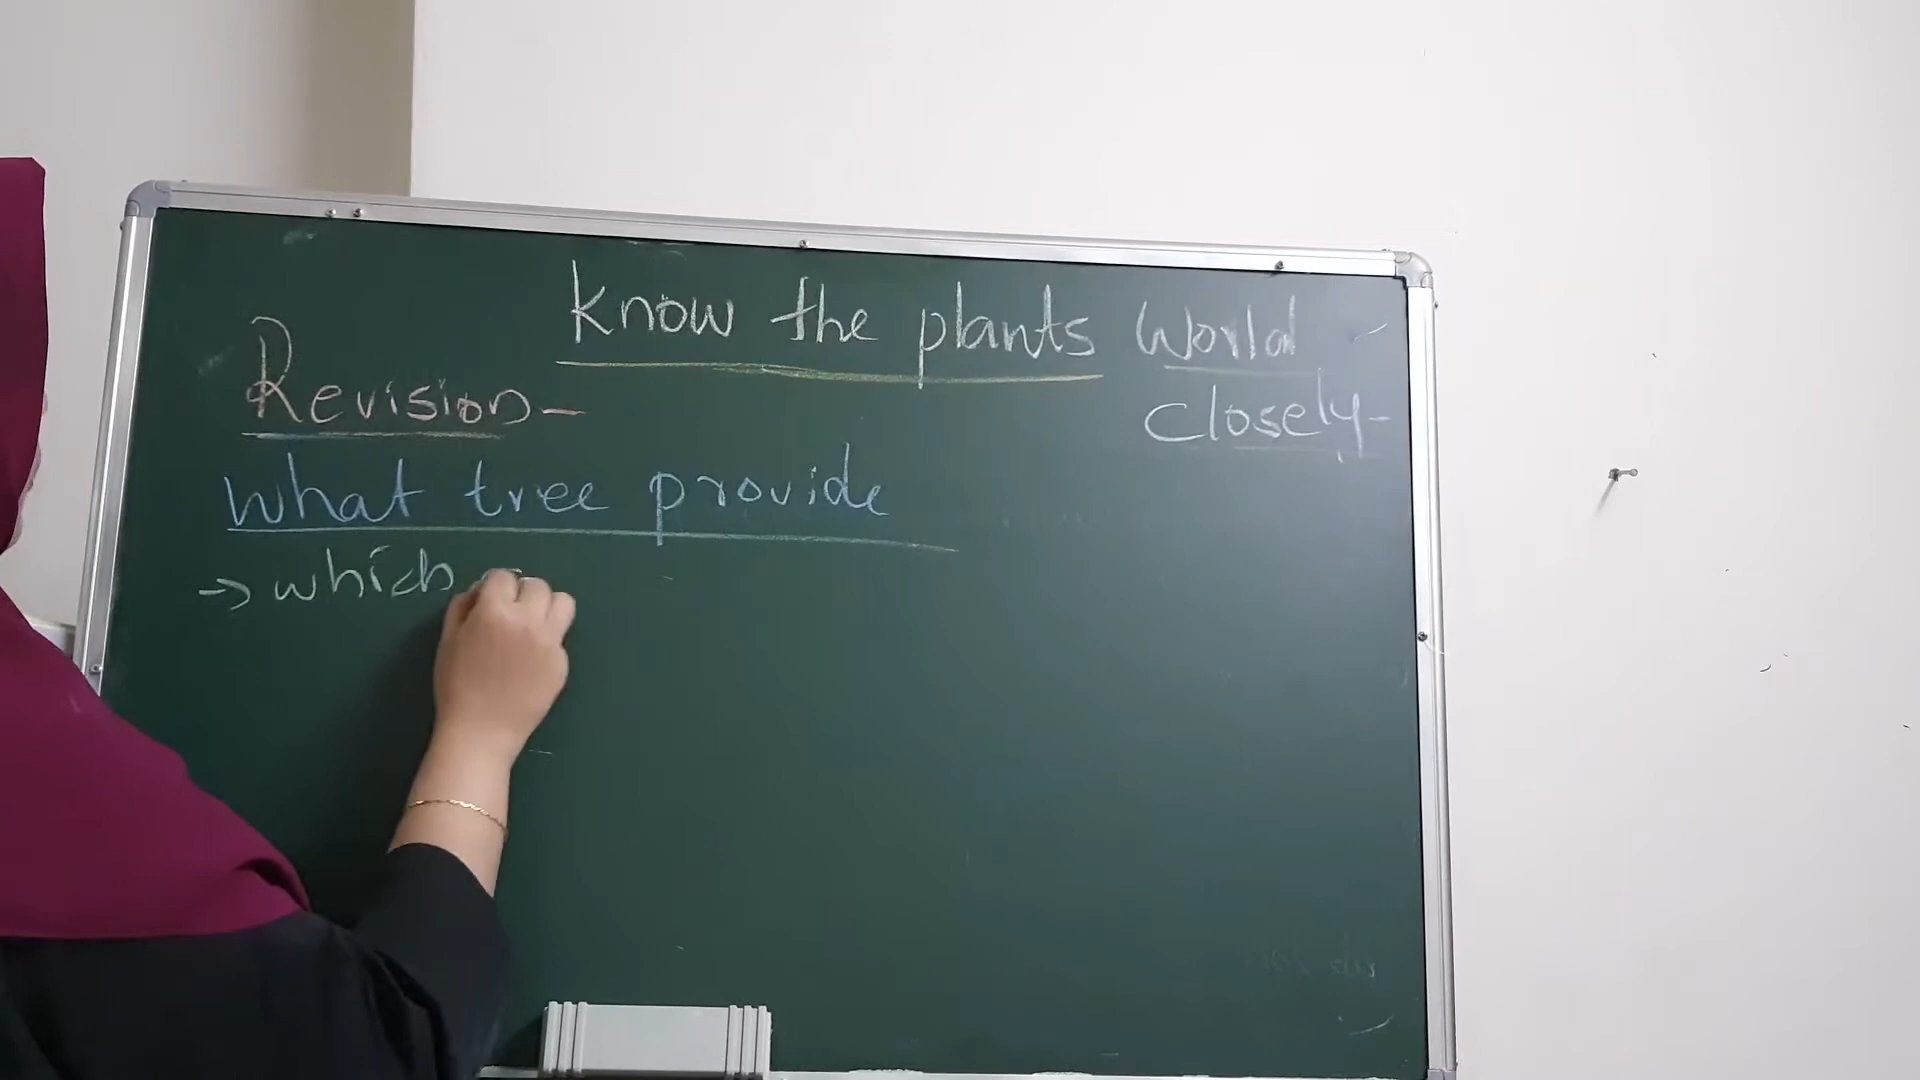 Know the plants World
Closely-
Revision-
what tree provide
→ which